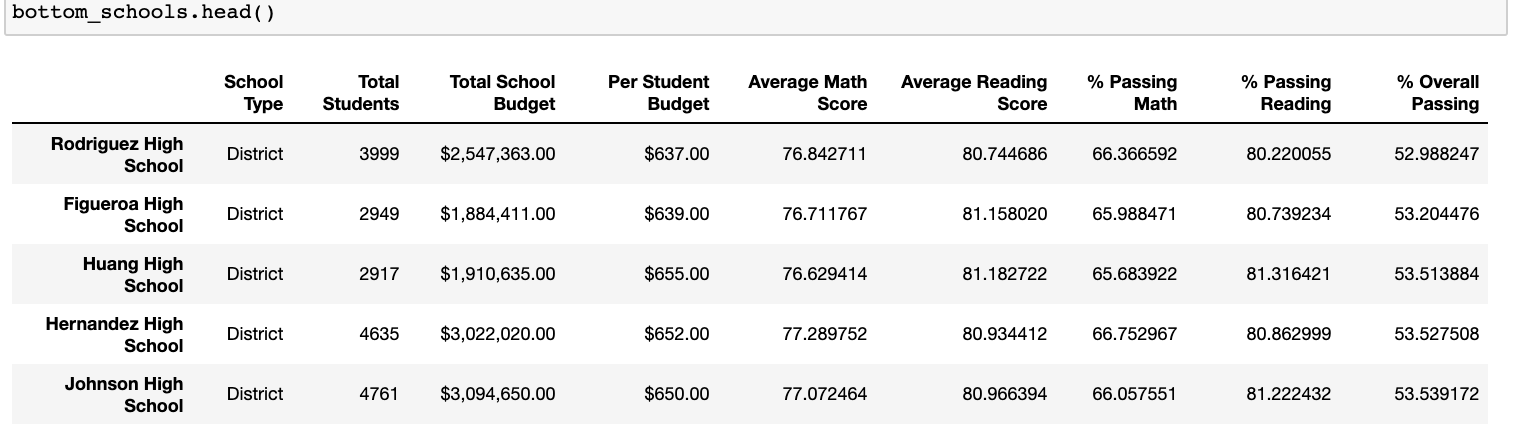 bottom_schools.head()
School Type Total Students Total School Budget Per Student Budget Average Math Score Average Reading Score % Passing Math % Passing Reading % Overall Passing
Rodriguez High School District 3999 $2,547,363.00 $637.00 76.842711 80.744686 66.366592 80.220055 52.988247
Figueroa High School District 2949 $1,884,411.00 $639.00 76.711767 81.158020 65.988471 80.739234 53.204476
Huang High School District 2917 $1,910,635.00 $655.00 76.629414 81.182722 65.683922 81.316421 53.513884
Hernandez High School District 4635 $3,022,020.00 $652.00 77.289752 80.934412 66.752967 80.862999 53.527508
Johnson High School District 4761 $3,094,650.00 $650.00 77.072464 80.966394 66.057551 81.222432 53.539172